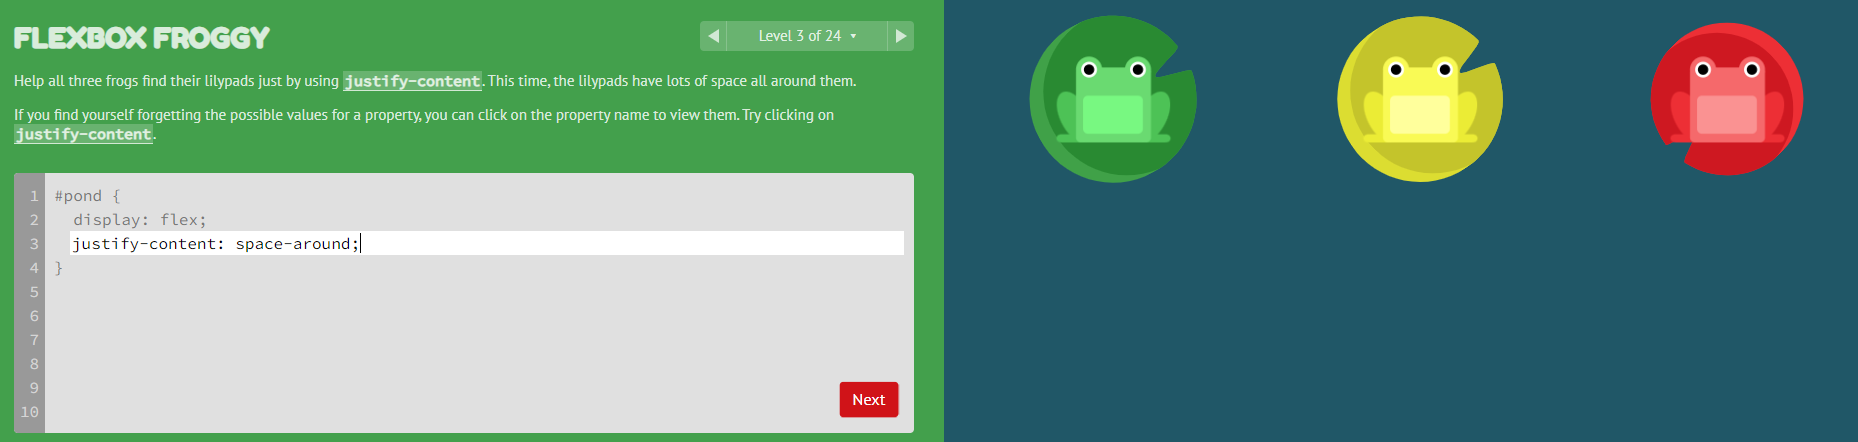 FLEXBOX FROGGY
Level 3 of 24
Help all three frogs find their lilypads just by using justify-content. This time, the lilypads have lots of space all around them.
If you find yourself forgetting the possible values for a property, you can click on the property name to view them. Try clicking on
justify-content.
1 #pond {
2 display: flex;
3 justify-content: space-around;
4 }
5
6
7
8
9
10
Next